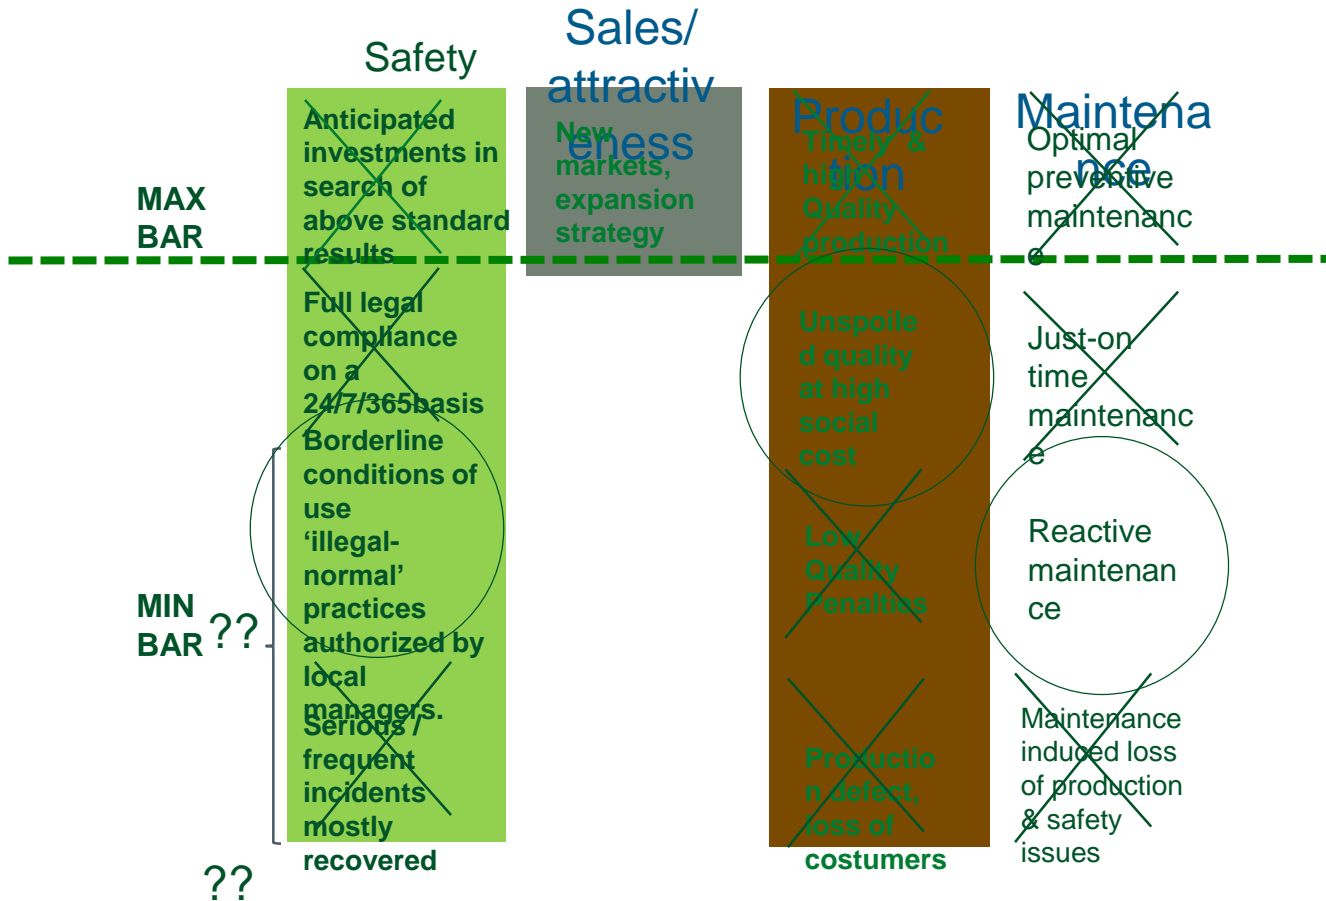 Safety
Anticipated
investments in
search of
above standard
results
Full legal
compliance
on a
24/7/365basis
Borderline
conditions of
use
‘illegal-
normal’
practices
authorized by
local
managers.
Serious /
frequent
incidents
mostly
recovered
Sales/
attractiv
eness
New
markets,
expansion
strategy
Produc
tion
Timely &
high
Quality
production
Unspoile
d quality
at high
social
cost
Low
Quality
Penalties
Productio
n defect,
loss of
costumers
Maintena
nce
Optimal
preventive
maintenanc
e
Just-on
time
maintenanc
e
Reactive
maintenan
ce
Maintenance
induced loss
of production
& safety
issues
MAX
BAR
MIN
BAR
??
??